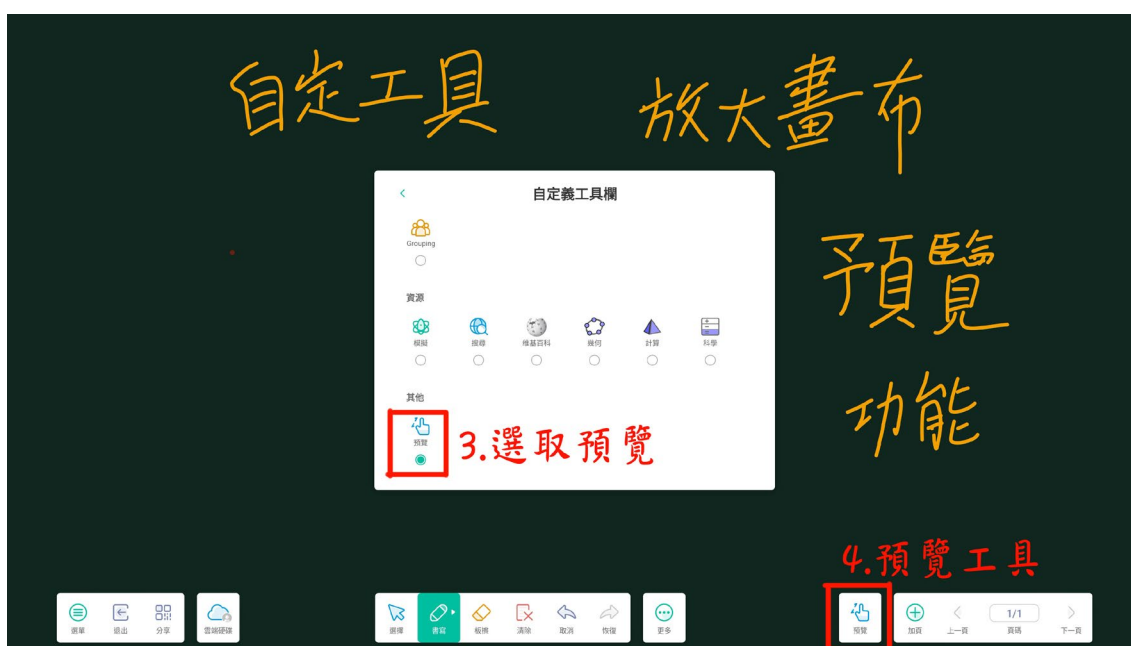 自定工具 放大畫布
自定義工具欄
Grouping
預覽
資源
模擬 搜尋 維基百科 幾何 計算 科學
功能
其他
預覽
3.選取預覽
4.預覽工具
選單 退出 分享 雲端硬碟 選擇 書寫 板擦 清除 取消 恢復 更多 預覽 加頁 上一頁 1/1 頁碼 下一頁